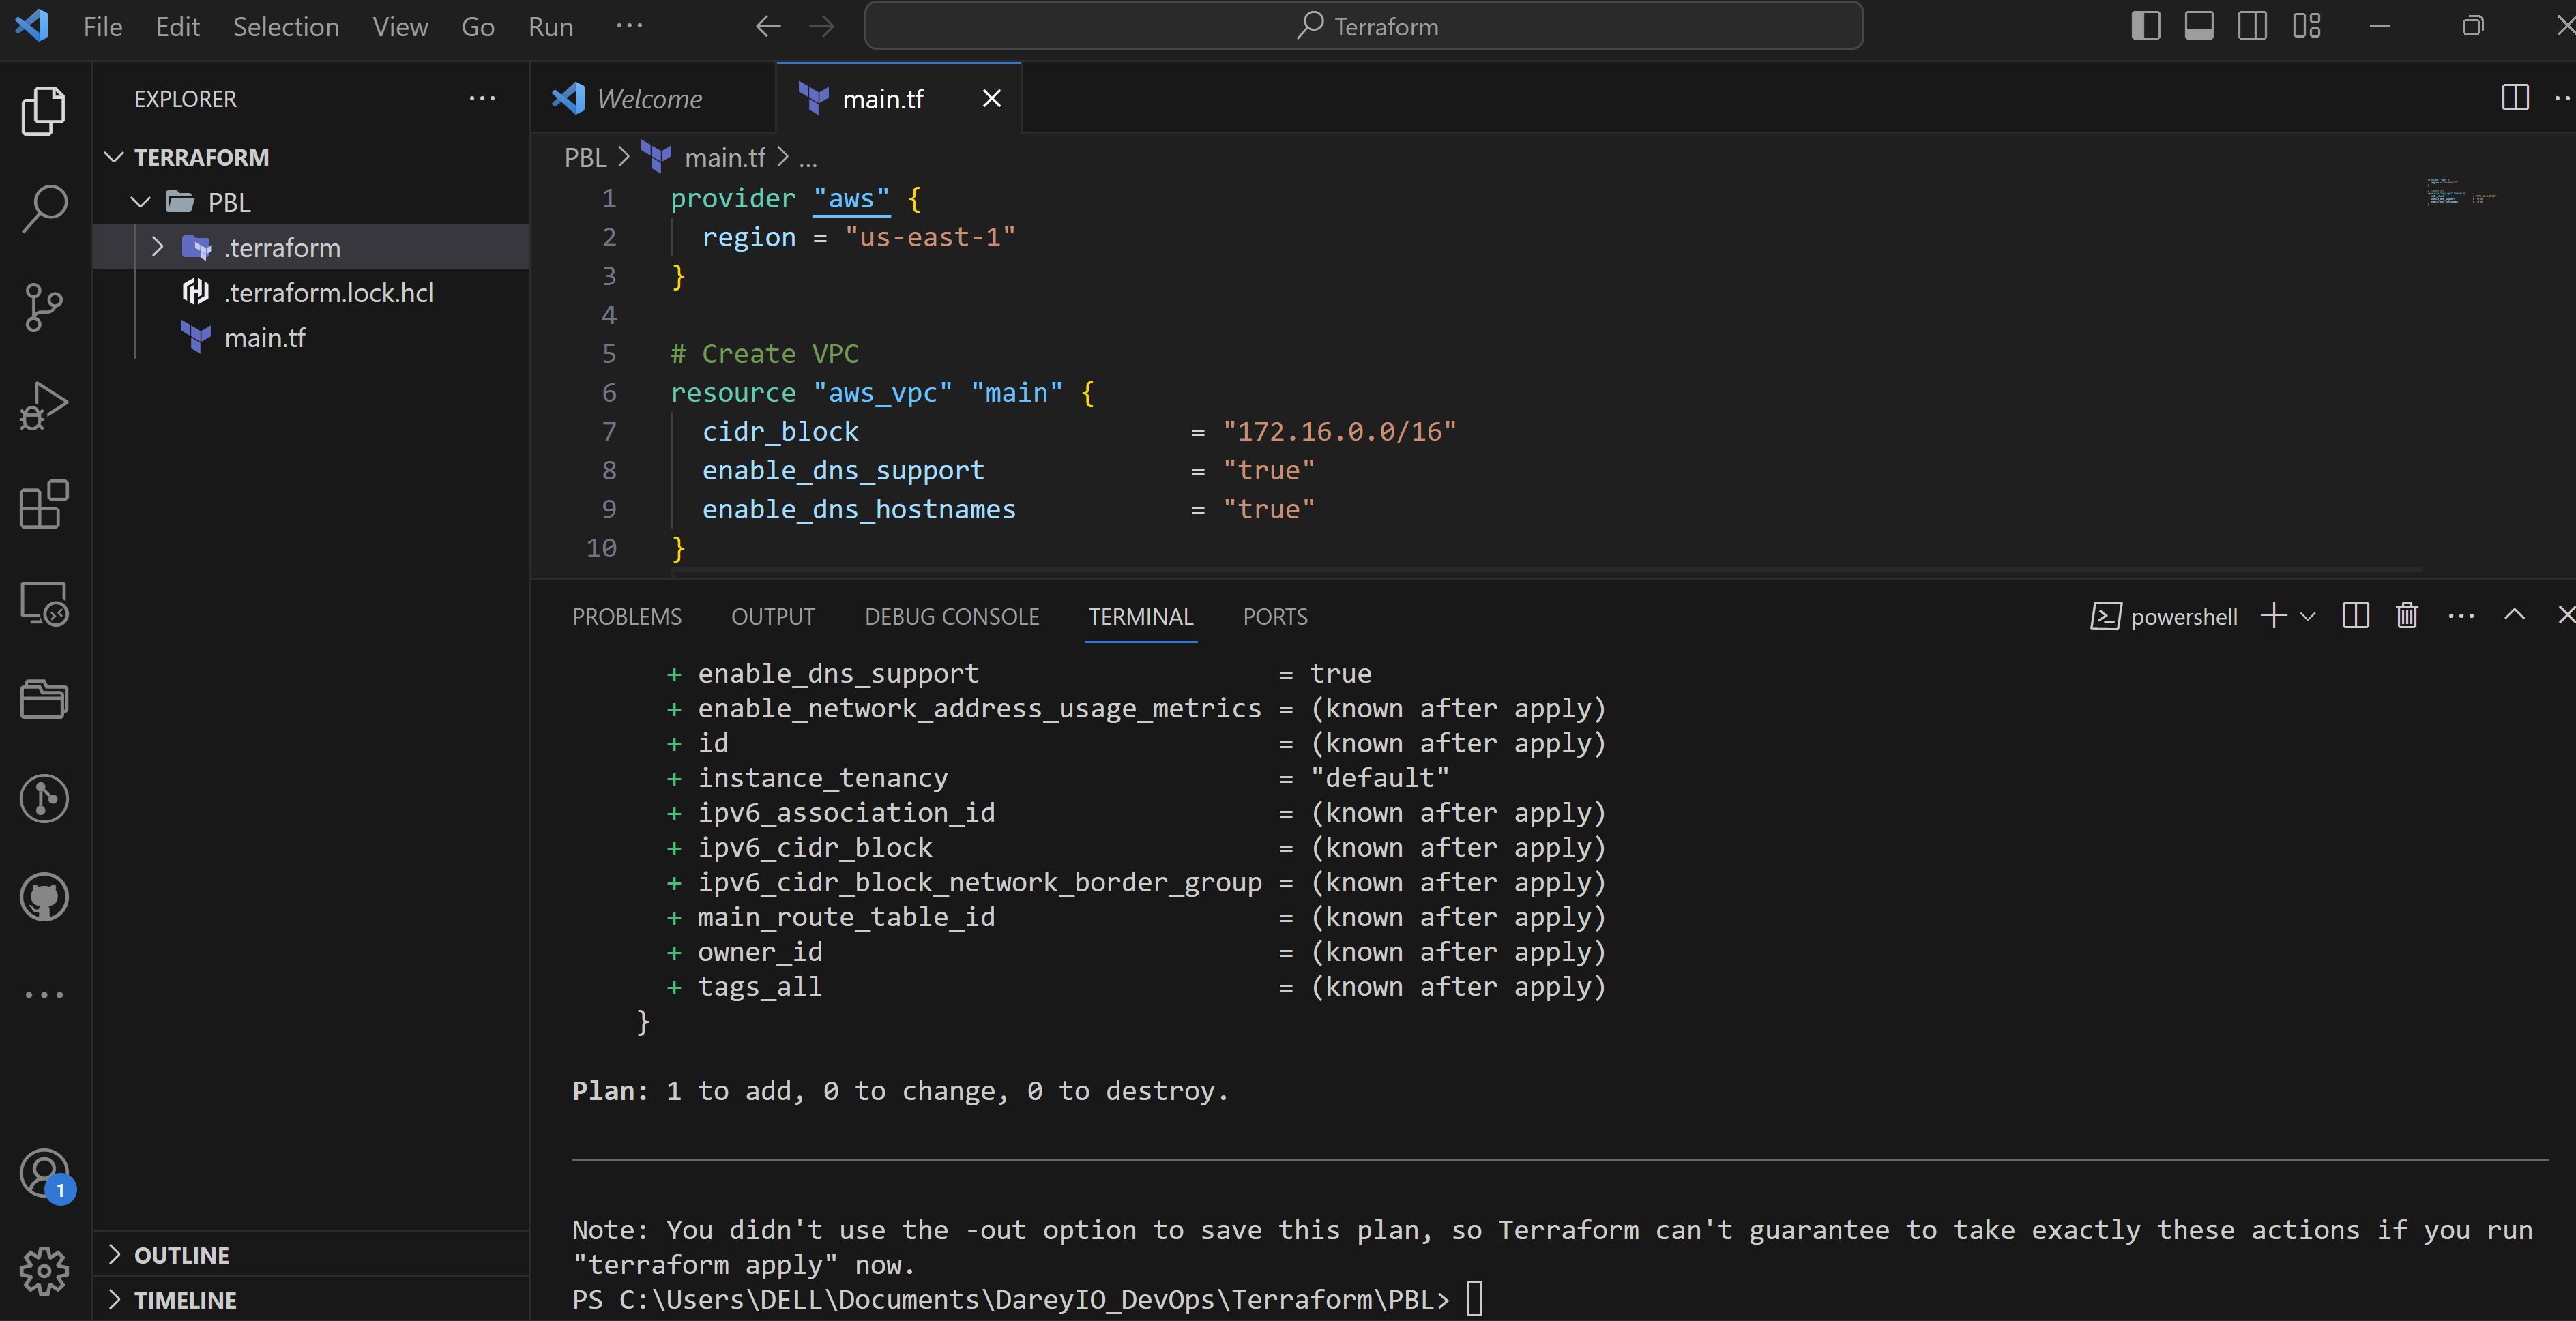 File Edit Selection View Go Run ···
Terraform
EXPLORER
TERRAFORM
PBL
.terraform
.terraform.lock.hcl
main.tf
OUTLINE
TIMELINE
1
Welcome
main.tf
PBL > main.tf > ...
1 provider "aws" {
2 region = "us-east-1"
3 }
4
5 # Create VPC
6 resource "aws_vpc" "main" {
7 cidr_block = "172.16.0.0/16"
8 enable_dns_support = "true"
9 enable_dns_hostnames = "true"
10 }
PROBLEMS OUTPUT DEBUG CONSOLE TERMINAL PORTS
powershell
+ enable_dns_support = true
+ enable_network_address_usage_metrics = (known after apply)
+ id = (known after apply)
+ instance_tenancy = "default"
+ ipv6_association_id = (known after apply)
+ ipv6_cidr_block = (known after apply)
+ ipv6_cidr_block_network_border_group = (known after apply)
+ main_route_table_id = (known after apply)
+ owner_id = (known after apply)
+ tags_all = (known after apply)
}
Plan: 1 to add, 0 to change, 0 to destroy.
Note: You didn't use the -out option to save this plan, so Terraform can't guarantee to take exactly these actions if you run
"terraform apply" now.
PS C:\Users\DELL\Documents\DareyIO_DevOps\Terraform\PBL>